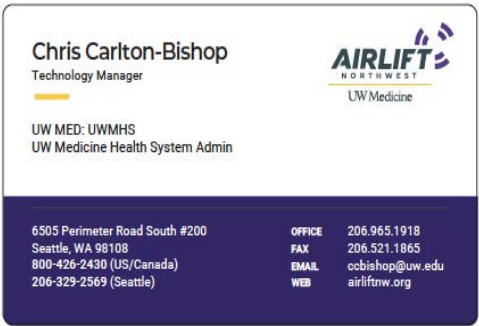 Chris Carlton-Bishop
Technology Manager
AIRLIFT
NORTHWEST
UW Medicine
UW MED: UWMHS
UW Medicine Health System Admin
6505 Perimeter Road South #200
Seattle, WA 98108
800-426-2430 (US/Canada)
206-329-2569 (Seattle)
OFFICE 206.965.1918
FAX 206.521.1865
EMAIL ccbishop@uw.edu
WEB airliftnw.org